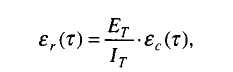 ε_r(τ) = E_T / I_T · ε_c(τ),